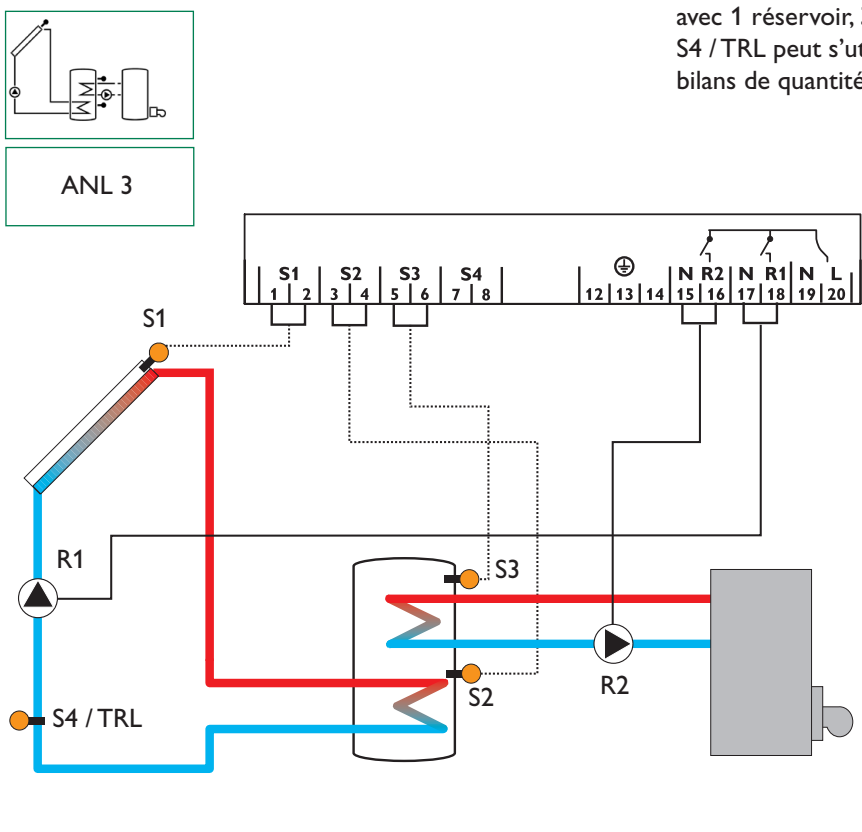 avec 1 réservoir,
S4 / TRL peut s'ut
bilans de quantité
ANL 3
S1 S2 S3 S4 N R2 N R1 N L
1 2 3 4 5 6 7 8 12 13 14 15 16 17 18 19 20
S1
R1
S3
S2
R2
S4 / TRL